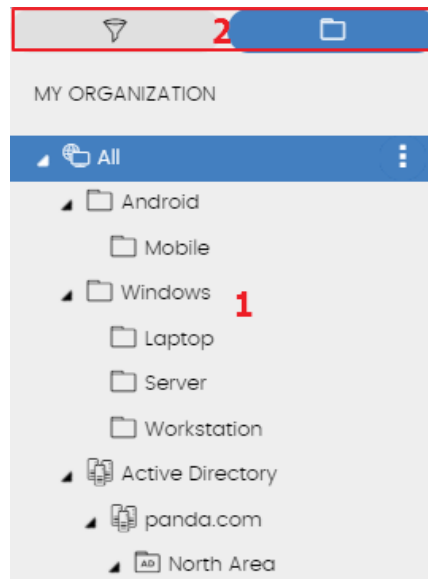 2
MY ORGANIZATION
All
Android
Mobile
Windows
1
Laptop
Server
Workstation
Active Directory
panda.com
AD North Area